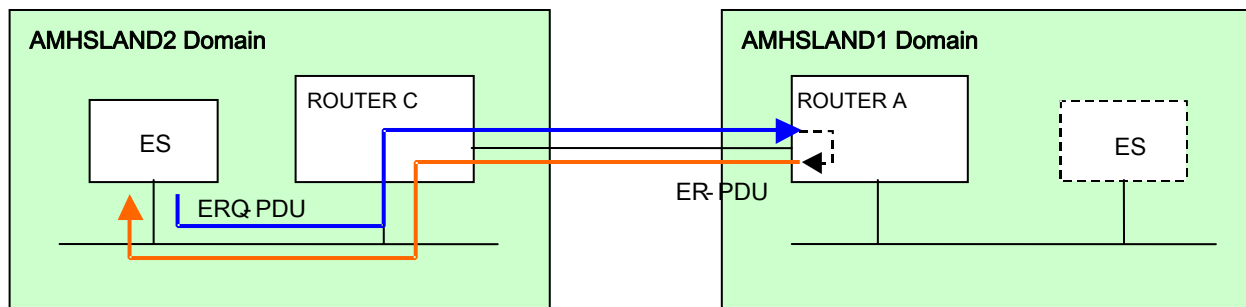 AMHSLAND2 Domain
ROUTER C
ES
ERQ-PDU
AMHSLAND1 Domain
ROUTER A
ES
ER-PDU